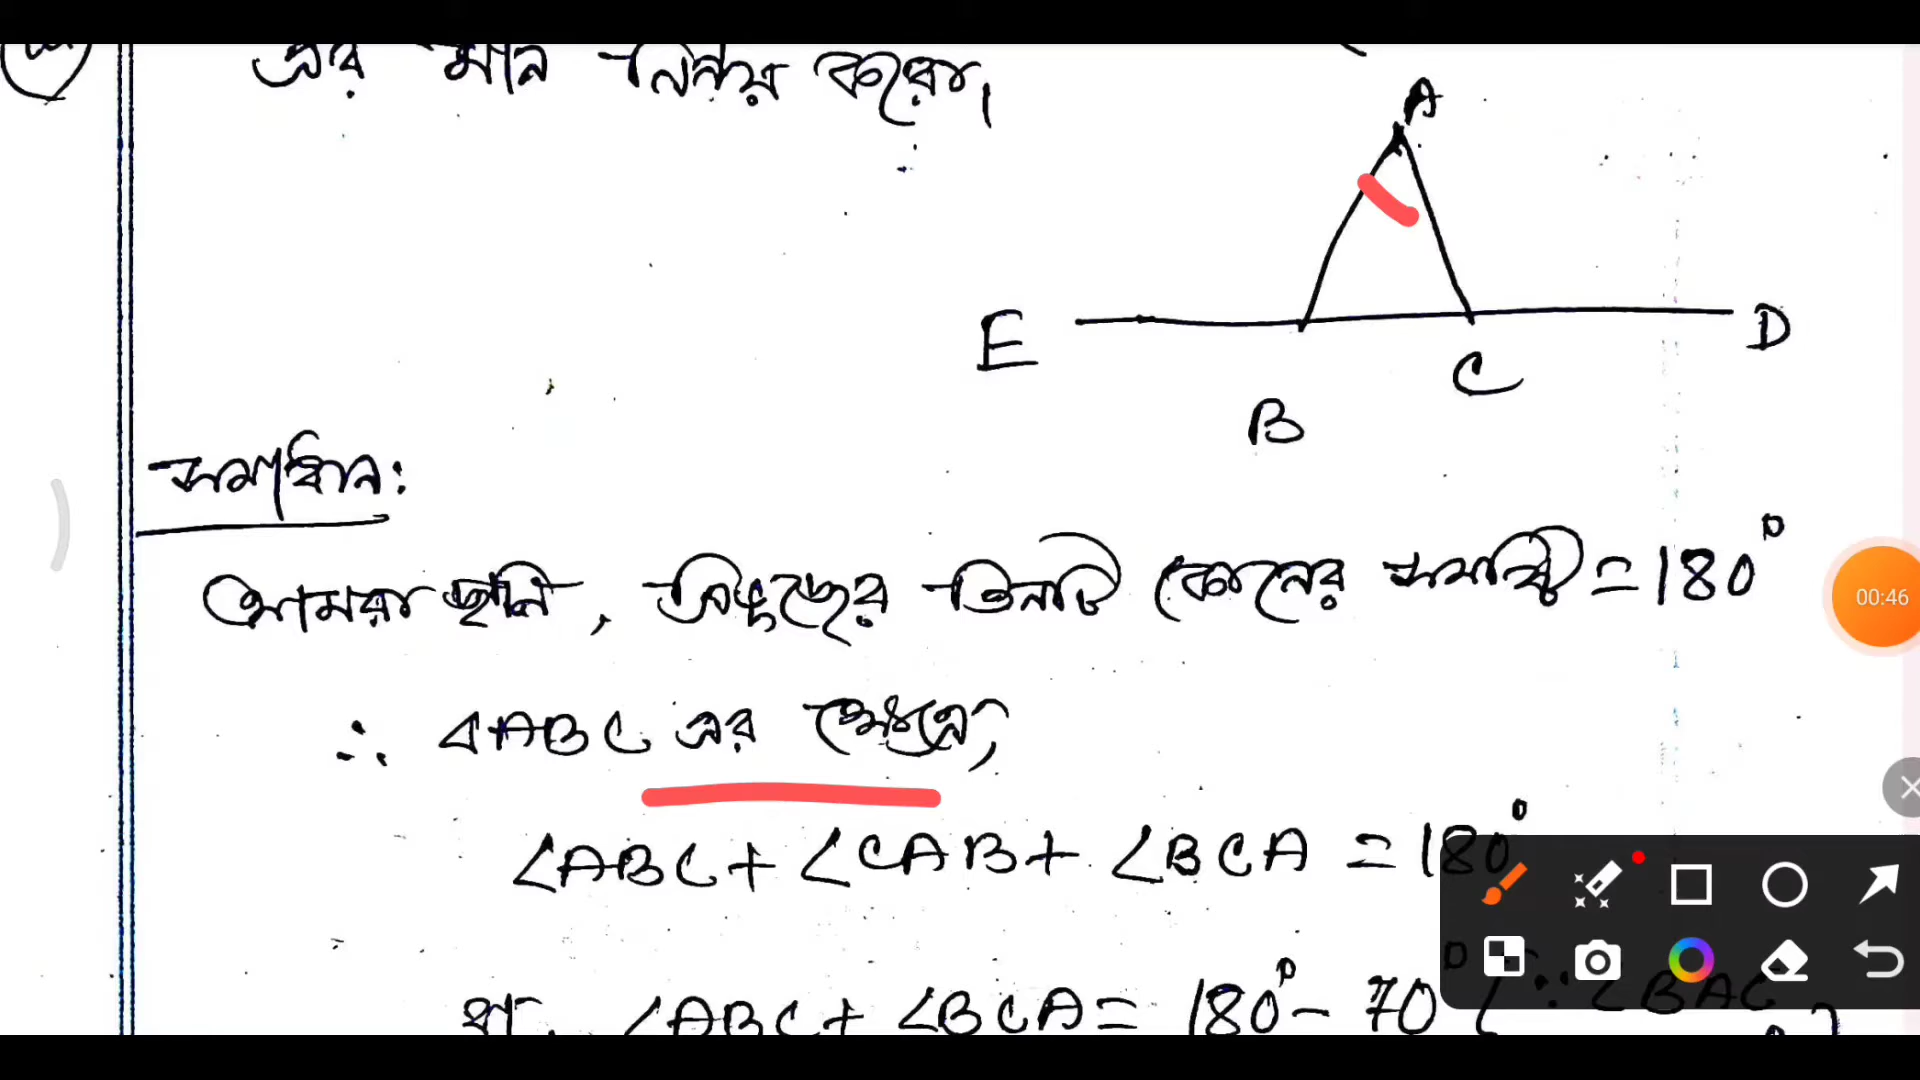 এর মান নির্ণয় করো।
A
E
D
C
B
সমাধান:
আমরা জানি, ত্রিভুজের তিনটি কোনের সমষ্টি = 180°
∴ ∠ABC এর ক্ষেত্রে,
∠ABC + ∠CAB + ∠BCA = 180°
00:46
বা, ∠ABC + ∠BCA = 180° - 70° [∵ ∠BAC